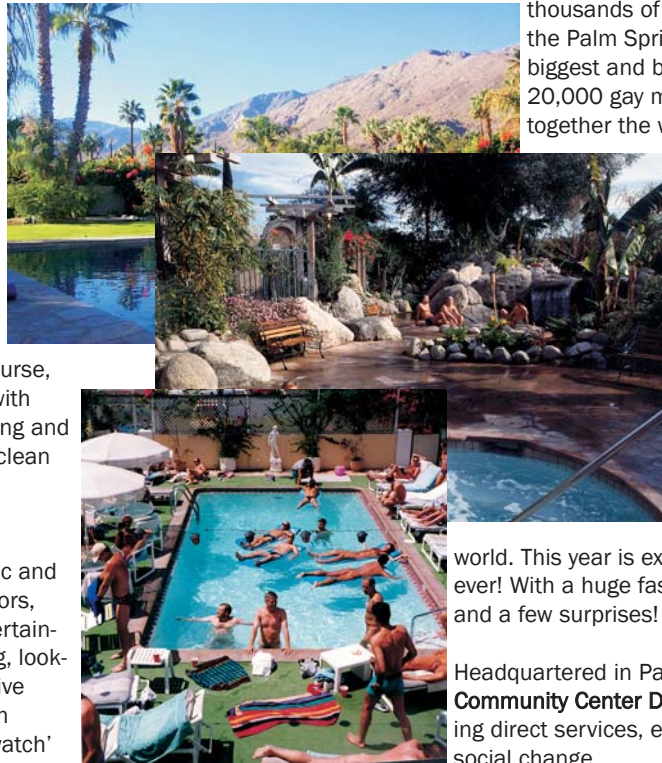 urse,
with
ng and
clean
c and
ors,
ertain-
g, look-
ive
n
vatch’
thousands of
the Palm Spri
biggest and b
20,000 gay m
together the v
world. This year is ex
ever! With a huge fas
and a few surprises!
Headquartered in Pa
Community Center D
ing direct services, e
social change.